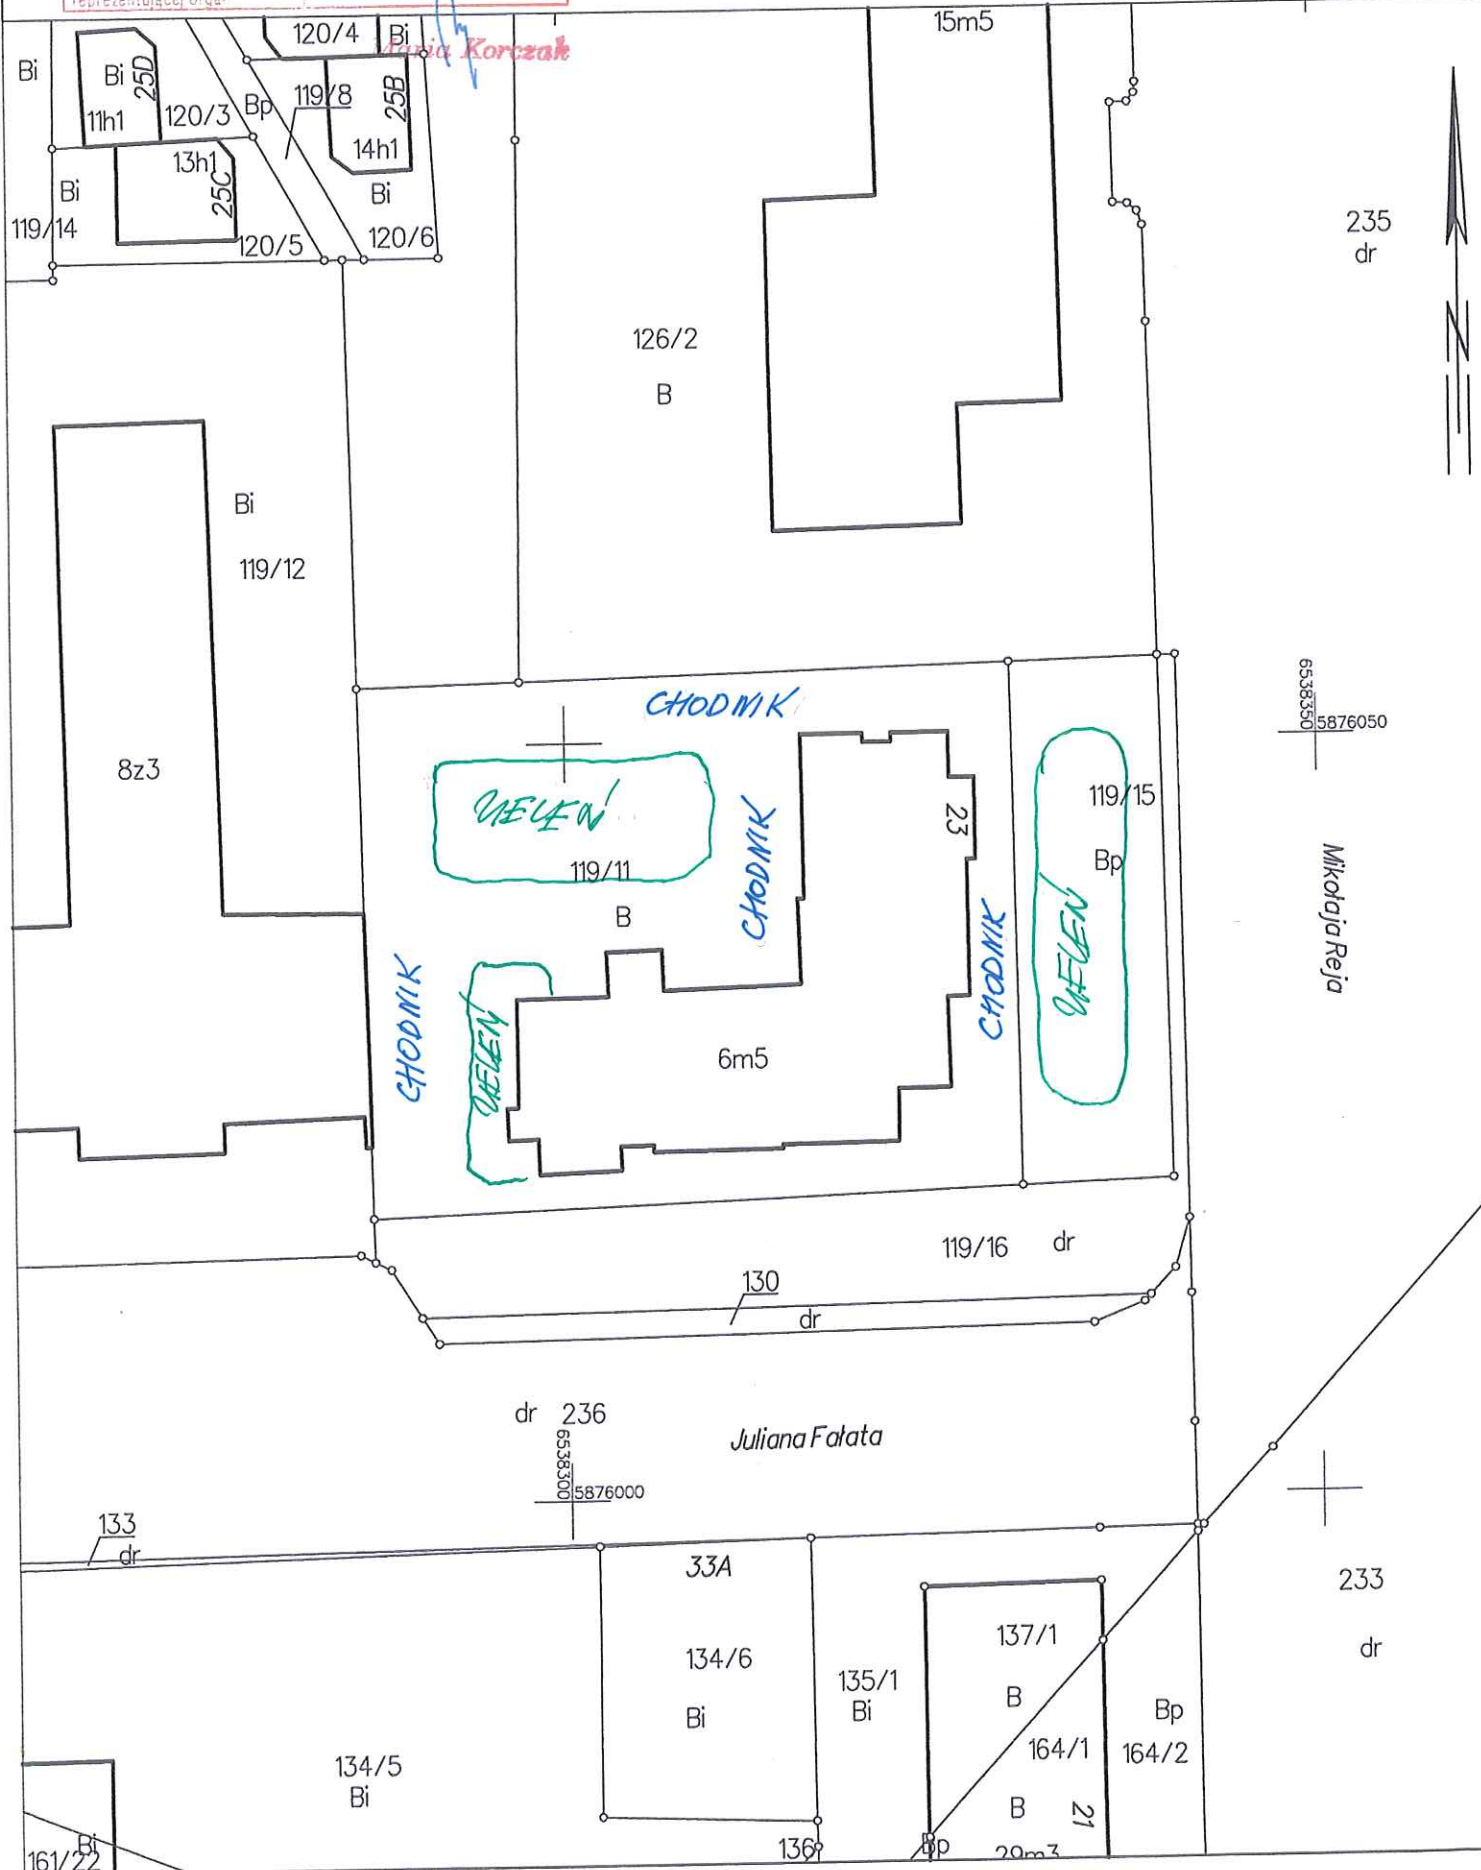 15m5
120/4
Bi
Maria Korczak
Bi
Bi
25D
11h1
120/3
Bp
119/8
25B
14h1
13h1
25C
Bi
Bi
119/14
120/5
120/6
235
dr
126/2
B
N
Bi
119/12
8z3
CHODNIK
6538350
5876050
ZIELEŃ
119/11
B
CHODNIK
23
119/15
Bp
Mikołaja Reja
CHODNIK
ZIELEŃ
CHODNIK
ZIELEŃ
6m5
119/16
dr
130
dr
dr 236
Juliana Fałata
6538300
5876000
133
dr
33A
233
dr
134/6
Bi
135/1
Bi
137/1
B
164/1
B
21
Bp
164/2
134/5
Bi
Bi
161/22
136
Bp
29m3